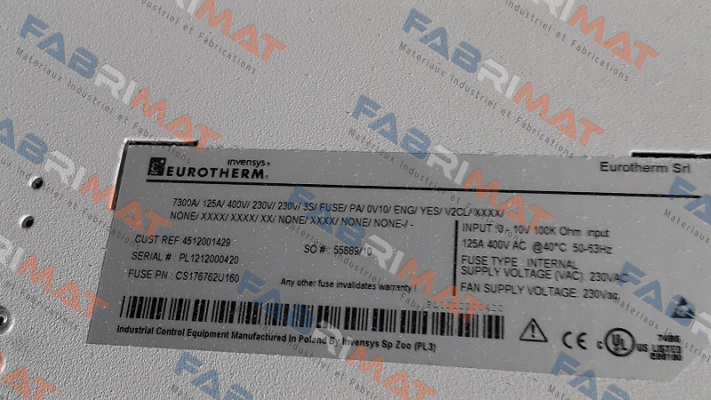 invensys
EUROTHERM
Eurotherm Srl
7300A/ 125A/ 400V/ 230V/ 230V/ 3S/ FUSE/ PA/ 0V10/ ENG/ YES/ V2CL/ XXXX/
NONE/ XXXX/ XXXX/ XX/ NONE/ XXXX/ NONE/ NONE-/ -
CUST REF 4512001429
SO # : 55889/10
SERIAL # : PL1212000420
FUSE PN : CS176762U160
Any other fuse invalidates warranty !
INPUT :0 - 10V 100K Ohm input
125A 400V AC @40°C 50-63Hz
FUSE TYPE : INTERNAL
SUPPLY VOLTAGE (VAC): 230VAC
FAN SUPPLY VOLTAGE : 230Vac
Industrial Control Equipment Manufactured In Poland By Invensys Sp Zoo (PL3)
CE
C UL US LISTED
FABRIMAT
Materiaux Industriel et Fabrications